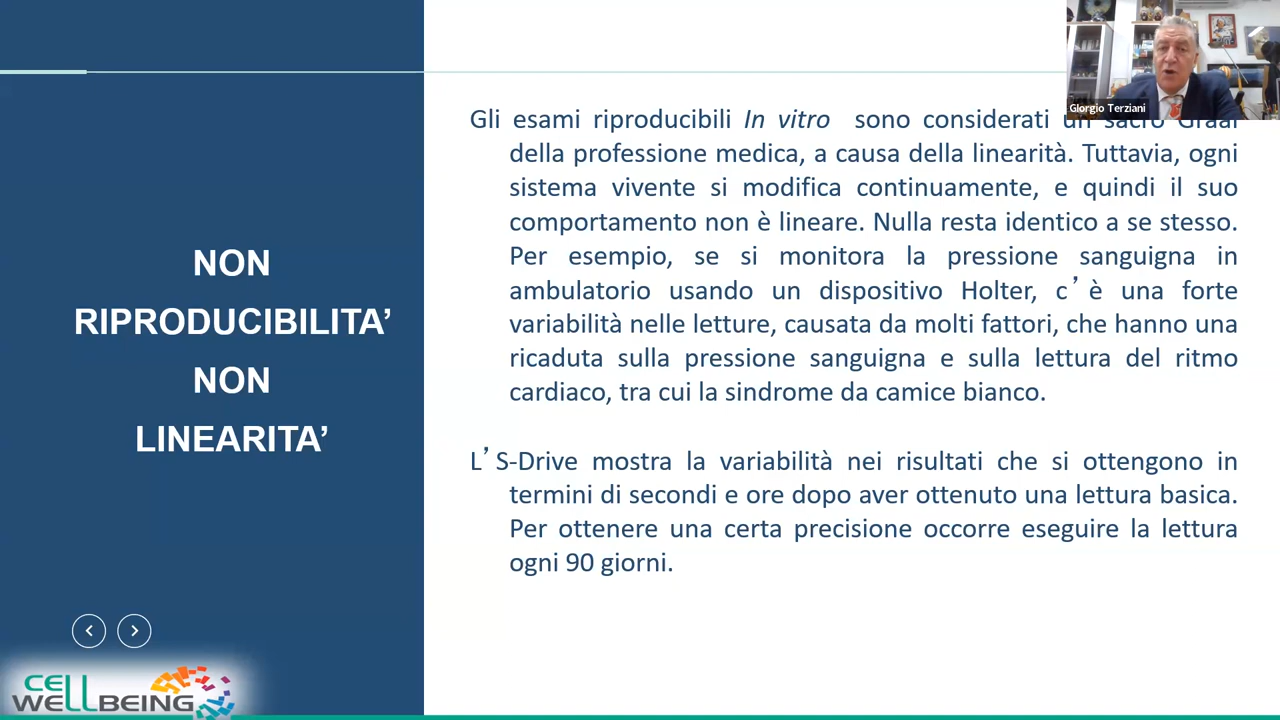 Giorgio Terziani
NON
RIPRODUCIBILITA’
NON
LINEARITA’
Gli esami riproducibili In vitro sono considerati un sacro Graal
della professione medica, a causa della linearità. Tuttavia, ogni
sistema vivente si modifica continuamente, e quindi il suo
comportamento non è lineare. Nulla resta identico a se stesso.
Per esempio, se si monitora la pressione sanguigna in
ambulatorio usando un dispositivo Holter, c’è una forte
variabilità nelle letture, causata da molti fattori, che hanno una
ricaduta sulla pressione sanguigna e sulla lettura del ritmo
cardiaco, tra cui la sindrome da camice bianco.
L’S-Drive mostra la variabilità nei risultati che si ottengono in
termini di secondi e ore dopo aver ottenuto una lettura basica.
Per ottenere una certa precisione occorre eseguire la lettura
ogni 90 giorni.
CELL
WELLBEING